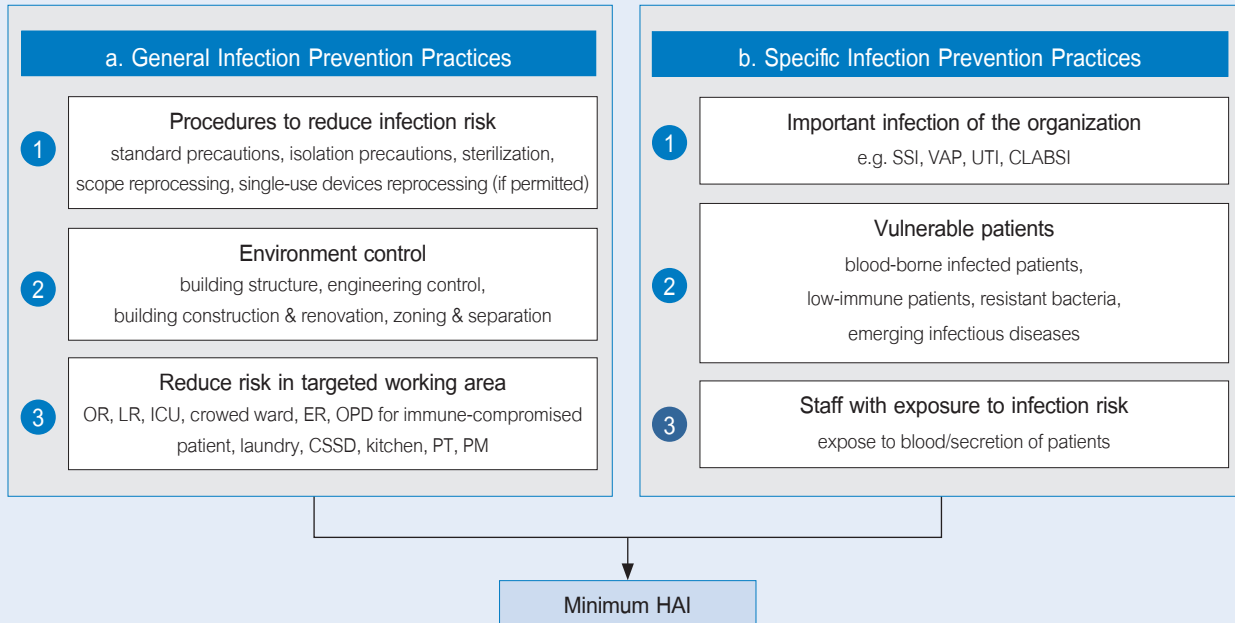 a. General Infection Prevention Practices
1
Procedures to reduce infection risk
standard precautions, isolation precautions, sterilization,
scope reprocessing, single-use devices reprocessing (if permitted)
2
Environment control
building structure, engineering control,
building construction & renovation, zoning & separation
3
Reduce risk in targeted working area
OR, LR, ICU, crowed ward, ER, OPD for immune-compromised
patient, laundry, CSSD, kitchen, PT, PM
b. Specific Infection Prevention Practices
1
Important infection of the organization
e.g. SSI, VAP, UTI, CLABSI
2
Vulnerable patients
blood-borne infected patients,
low-immune patients, resistant bacteria,
emerging infectious diseases
3
Staff with exposure to infection risk
expose to blood/secretion of patients
Minimum HAI